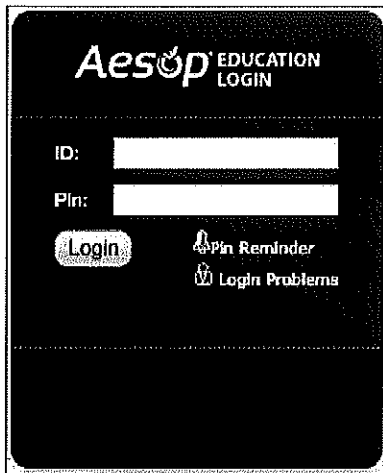 Aesop EDUCATION
LOGIN
ID:
Pin:
Login
Pin Reminder
Login Problems